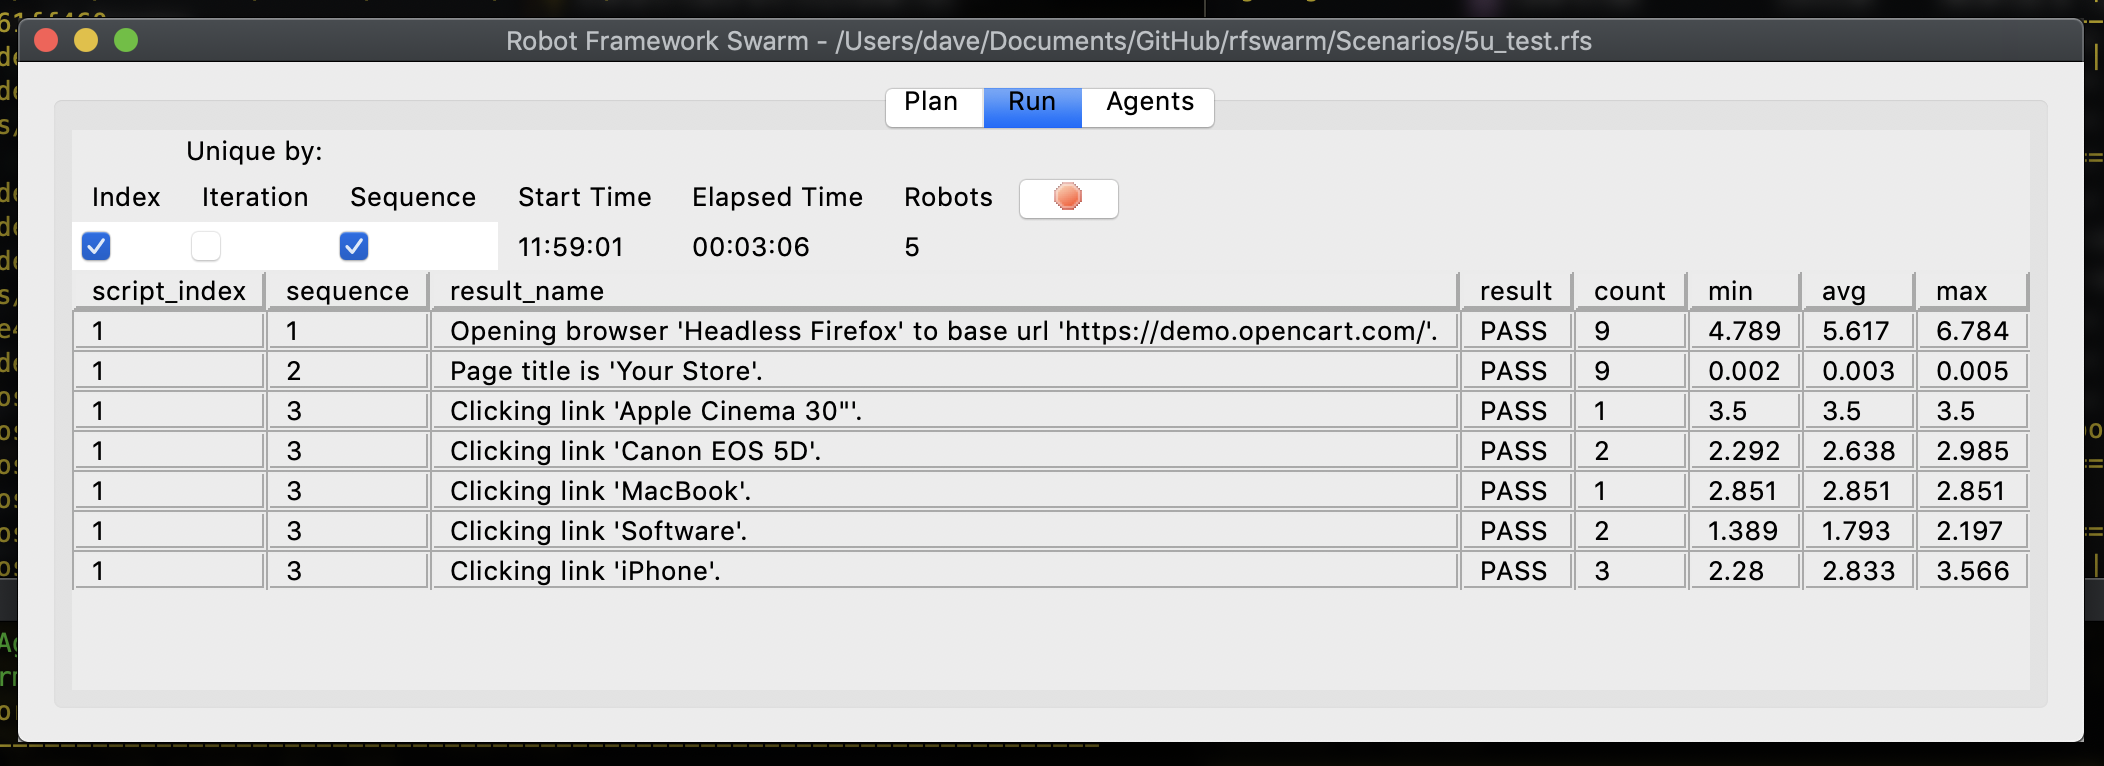 Robot Framework Swarm - /Users/dave/Documents/GitHub/rfswarm/Scenarios/5u_test.rfs
Plan Run Agents
Unique by:
Index Iteration Sequence Start Time Elapsed Time Robots
11:59:01 00:03:06 5
script_index sequence result_name result count min avg max
1 1 Opening browser 'Headless Firefox' to base url 'https://demo.opencart.com/'. PASS 9 4.789 5.617 6.784
1 2 Page title is 'Your Store'. PASS 9 0.002 0.003 0.005
1 3 Clicking link 'Apple Cinema 30"'. PASS 1 3.5 3.5 3.5
1 3 Clicking link 'Canon EOS 5D'. PASS 2 2.292 2.638 2.985
1 3 Clicking link 'MacBook'. PASS 1 2.851 2.851 2.851
1 3 Clicking link 'Software'. PASS 2 1.389 1.793 2.197
1 3 Clicking link 'iPhone'. PASS 3 2.28 2.833 3.566